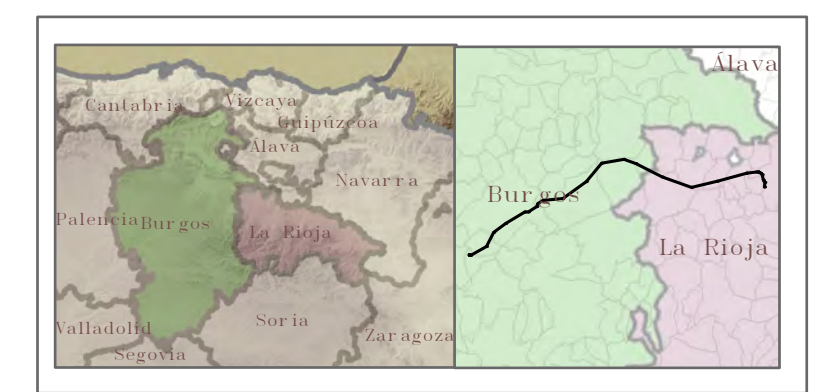 Cantabria
Vizcaya
Guipúzcoa
Álava
Navarra
Palencia
Burgos
La Rioja
Soria
Valladolid
Segovia
Zaragoza
Álava
Burgos
La Rioja